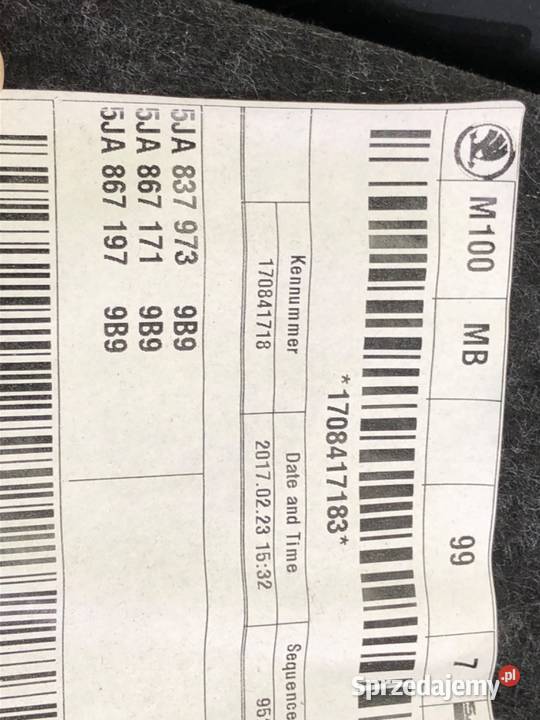 M100 MB 99 7
*1708417183*
Kennummer Date and Time Sequence
170841718 2017.02.23 15:32 95
5JA 837 973 9B9
5JA 867 171 9B9
5JA 867 197 9B9
Sprzedajemy.pl